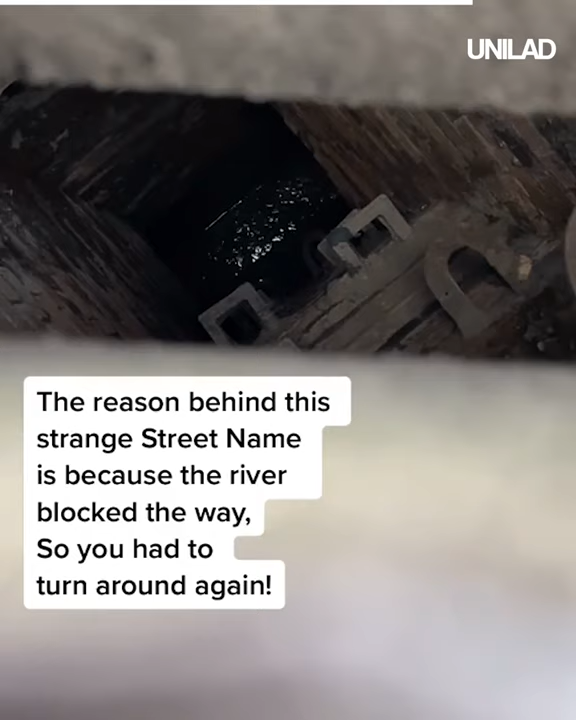 UNILAD
The reason behind this
strange Street Name
is because the river
blocked the way,
So you had to
turn around again!